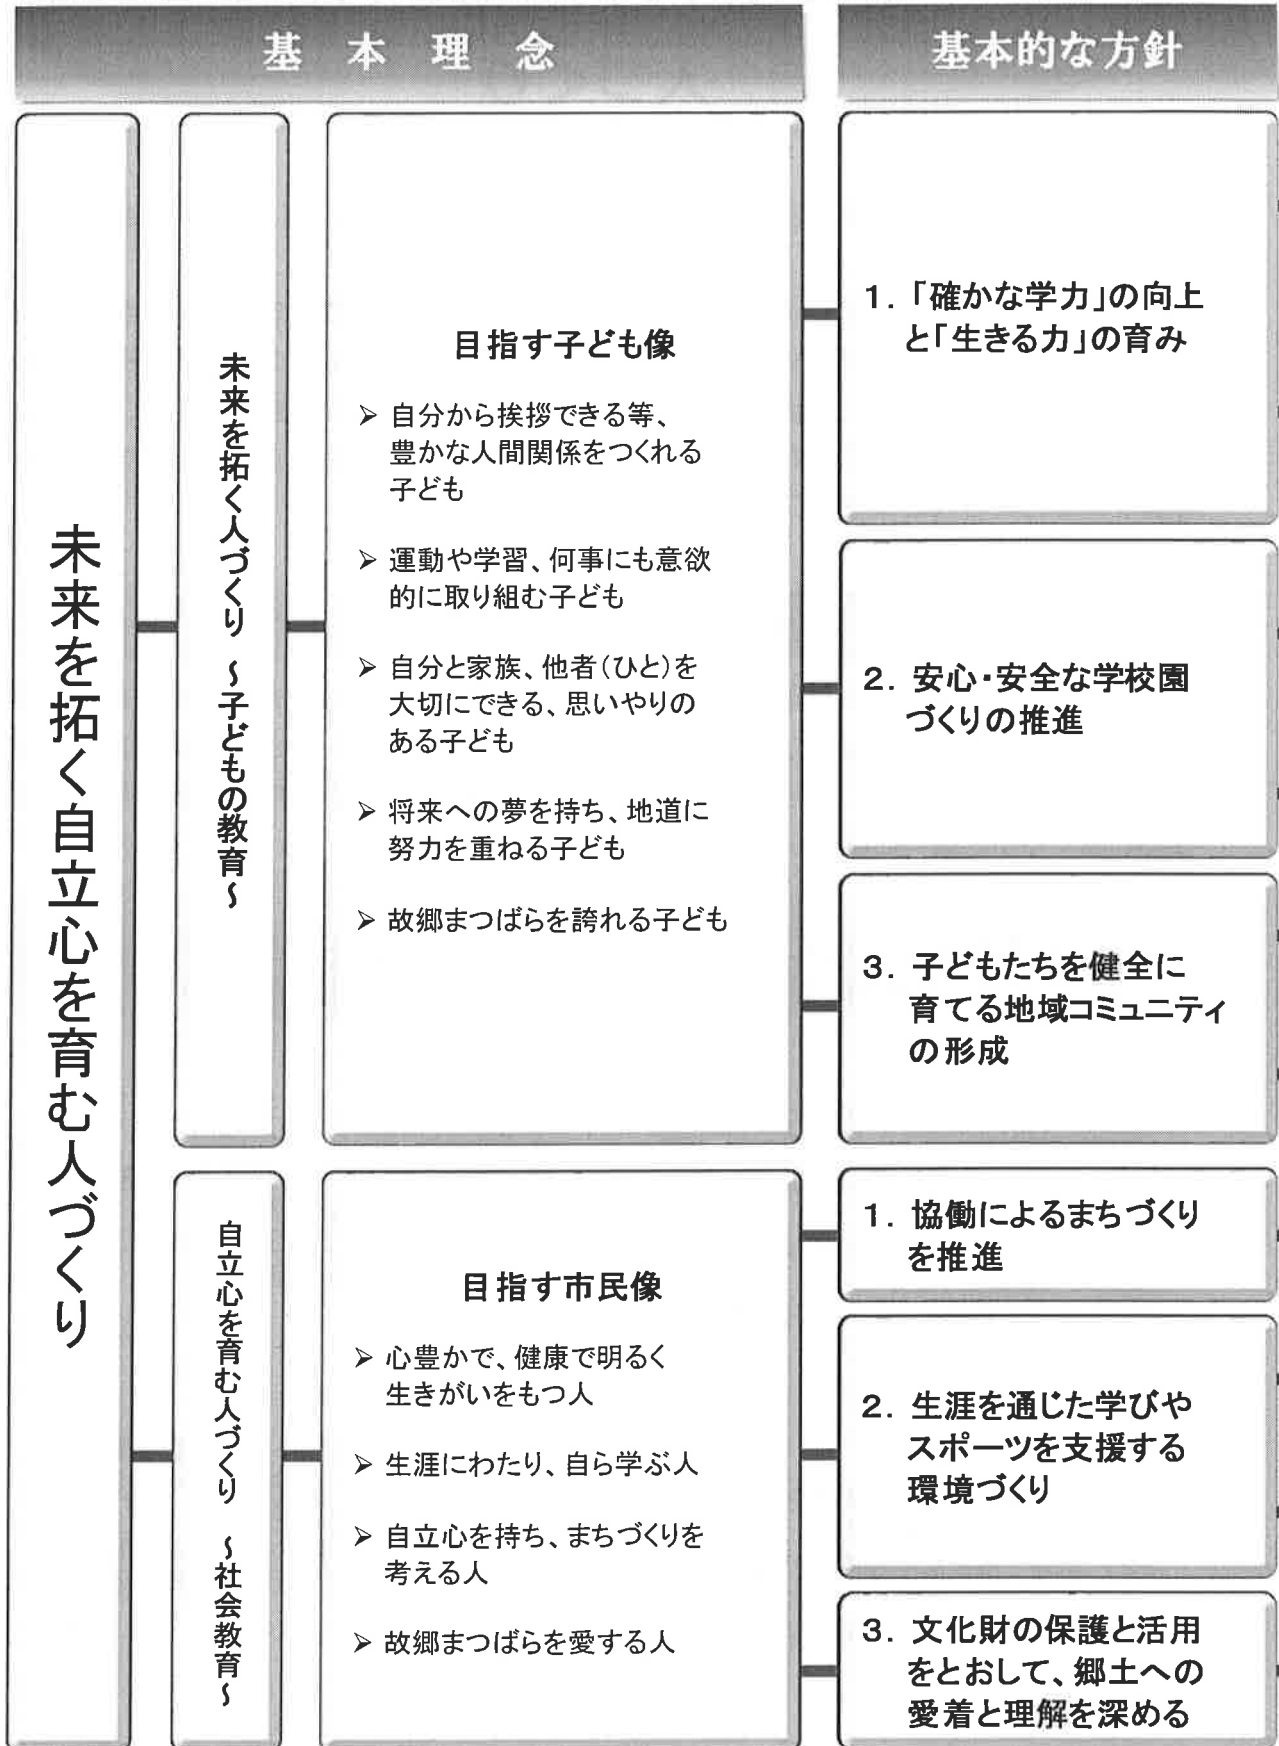 基本理念
基本的な方針
未来を拓く自立心を育む人づくり
未来を拓く人づくり ~子どもの教育~
目指す子ども像
➢ 自分から挨拶できる等、
豊かな人間関係をつくれる
子ども
➢ 運動や学習、何事にも意欲
的に取り組む子ども
➢ 自分と家族、他者(ひと)を
大切にできる、思いやりの
ある子ども
➢ 将来への夢を持ち、地道に
努力を重ねる子ども
➢ 故郷まつばらを誇れる子ども
1.「確かな学力」の向上
と「生きる力」の育み
2. 安心・安全な学校園
づくりの推進
3. 子どもたちを健全に
育てる地域コミュニティ
の形成
自立心を育む人づくり ~社会教育~
目指す市民像
➢ 心豊かで、健康で明るく
生きがいをもつ人
➢ 生涯にわたり、自ら学ぶ人
➢ 自立心を持ち、まちづくりを
考える人
➢ 故郷まつばらを愛する人
1. 協働によるまちづくり
を推進
2. 生涯を通じた学びや
スポーツを支援する
環境づくり
3. 文化財の保護と活用
をとおして、郷土への
愛着と理解を深める